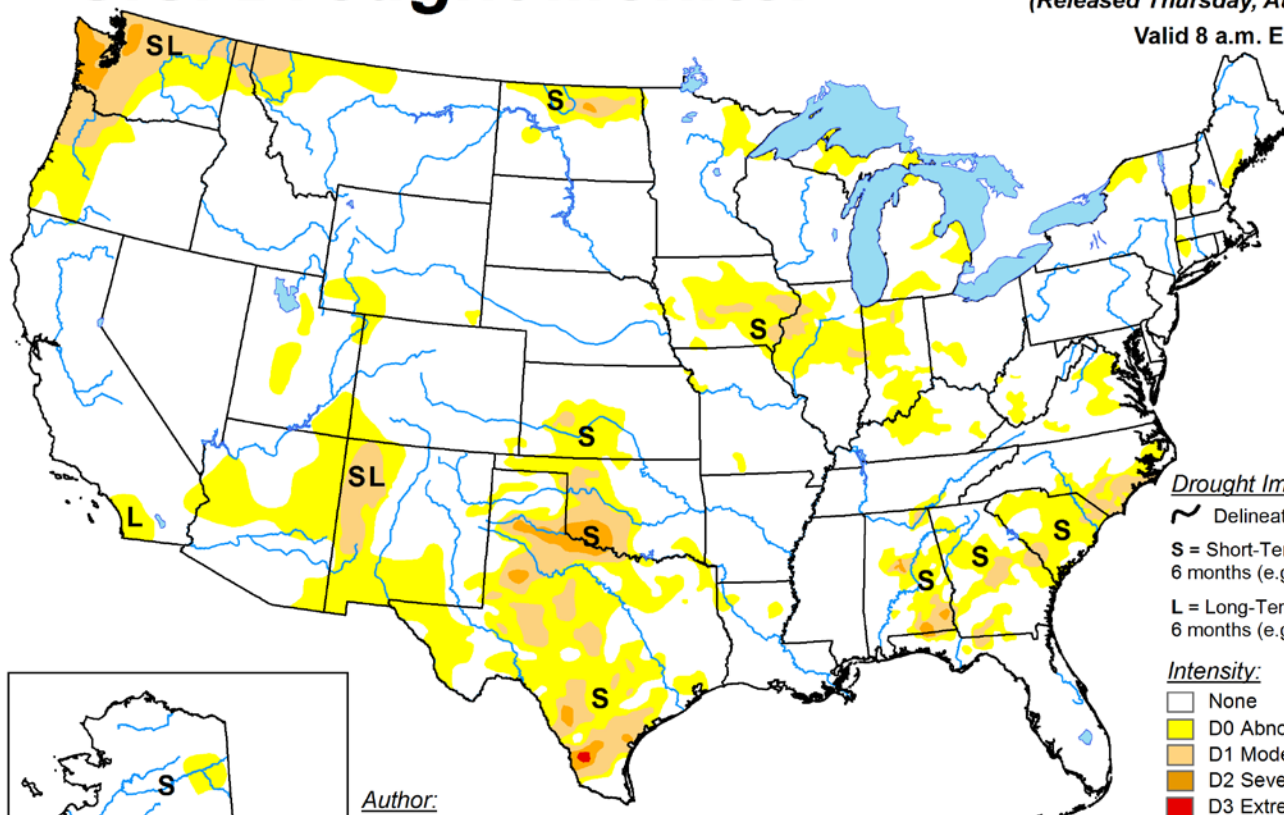 (Released Thursday, Au
Valid 8 a.m. E
SL
S
S
S
SL
L
S
S
S
S
S
S
Drought Im
Delineat
S = Short-Ter
6 months (e.g
L = Long-Ter
6 months (e.g
Intensity:
None
D0 Abno
D1 Mode
D2 Seve
D3 Extre
Author: